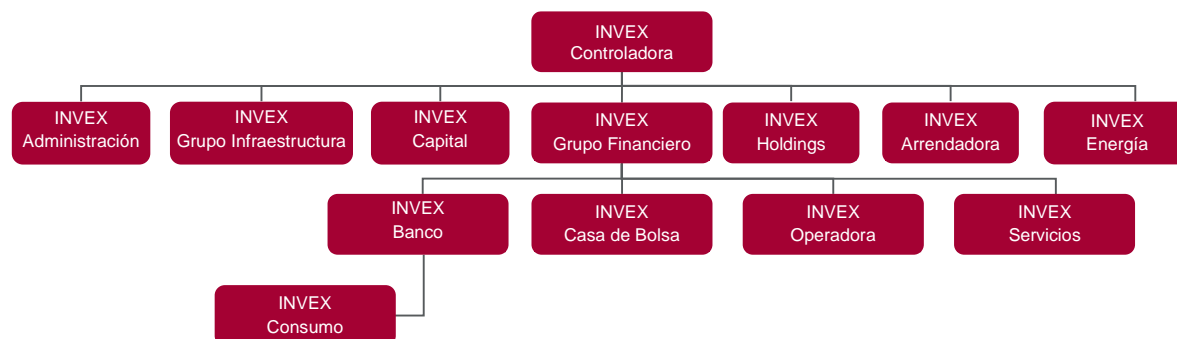 INVEX
Controladora
INVEX
Administración
INVEX
Grupo Infraestructura
INVEX
Capital
INVEX
Grupo Financiero
INVEX
Holdings
INVEX
Arrendadora
INVEX
Energía
INVEX
Banco
INVEX
Casa de Bolsa
INVEX
Operadora
INVEX
Servicios
INVEX
Consumo